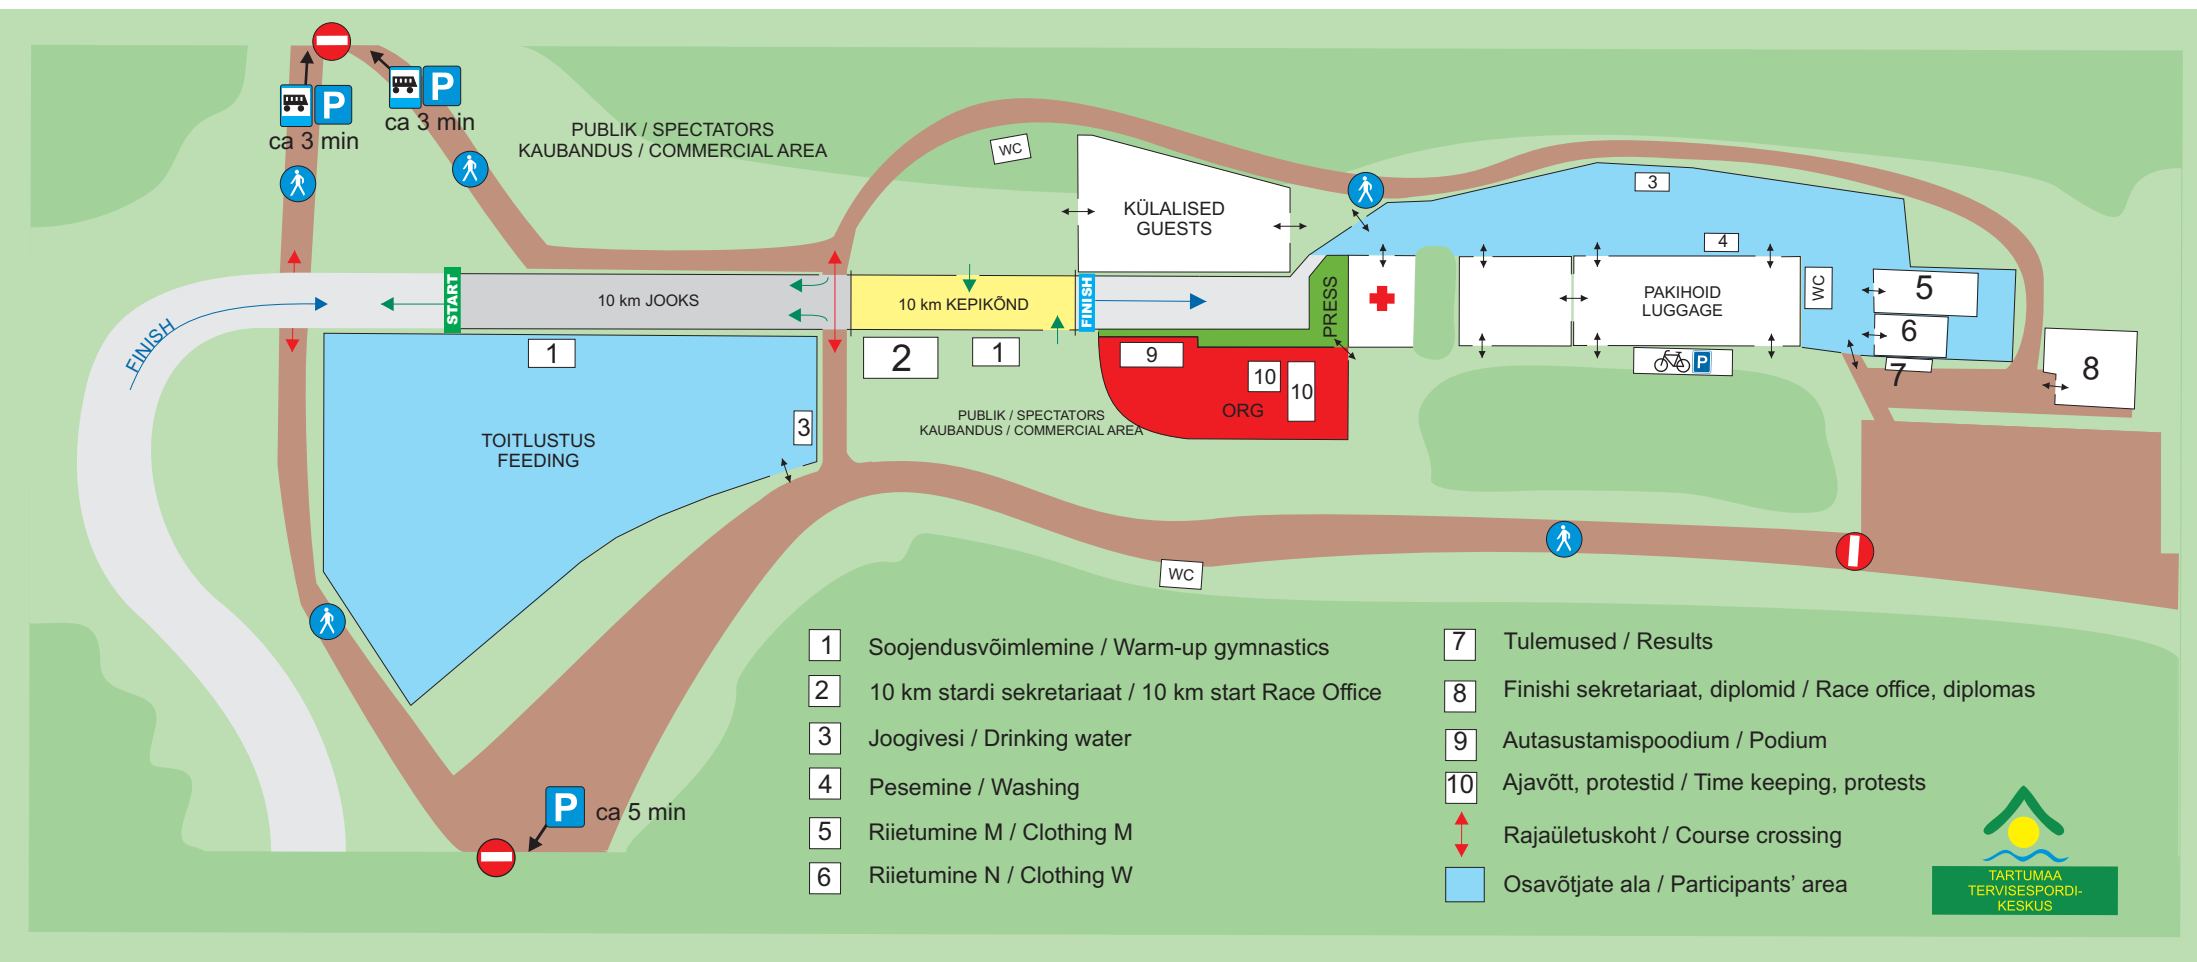 P
P
ca 3 min
ca 3 min
PUBLIK / SPECTATORS
KAUBANDUS / COMMERCIAL AREA
WC
KÜLALISED
GUESTS
3
4
START
10 km JOOKS
10 km KEPIKÕND
FINISH
PRESS
PAKIHOID
LUGGAGE
WC
5
6
7
8
FINISH
1
2
1
9
10
10
ORG
P
TOITLUSTUS
FEEDING
3
PUBLIK / SPECTATORS
KAUBANDUS / COMMERCIAL AREA
WC
P
ca 5 min
1 Soojendusvõimlemine / Warm-up gymnastics
2 10 km stardi sekretariaat / 10 km start Race Office
3 Joogivesi / Drinking water
4 Pesemine / Washing
5 Riietumine M / Clothing M
6 Riietumine N / Clothing W
7 Tulemused / Results
8 Finishi sekretariaat, diplomid / Race office, diplomas
9 Autasustamispoodium / Podium
10 Ajavõtt, protestid / Time keeping, protests
Rajaületuskoht / Course crossing
Osavõtjate ala / Participants' area
TARTUMAA
TERVISESPORDI-
KESKUS